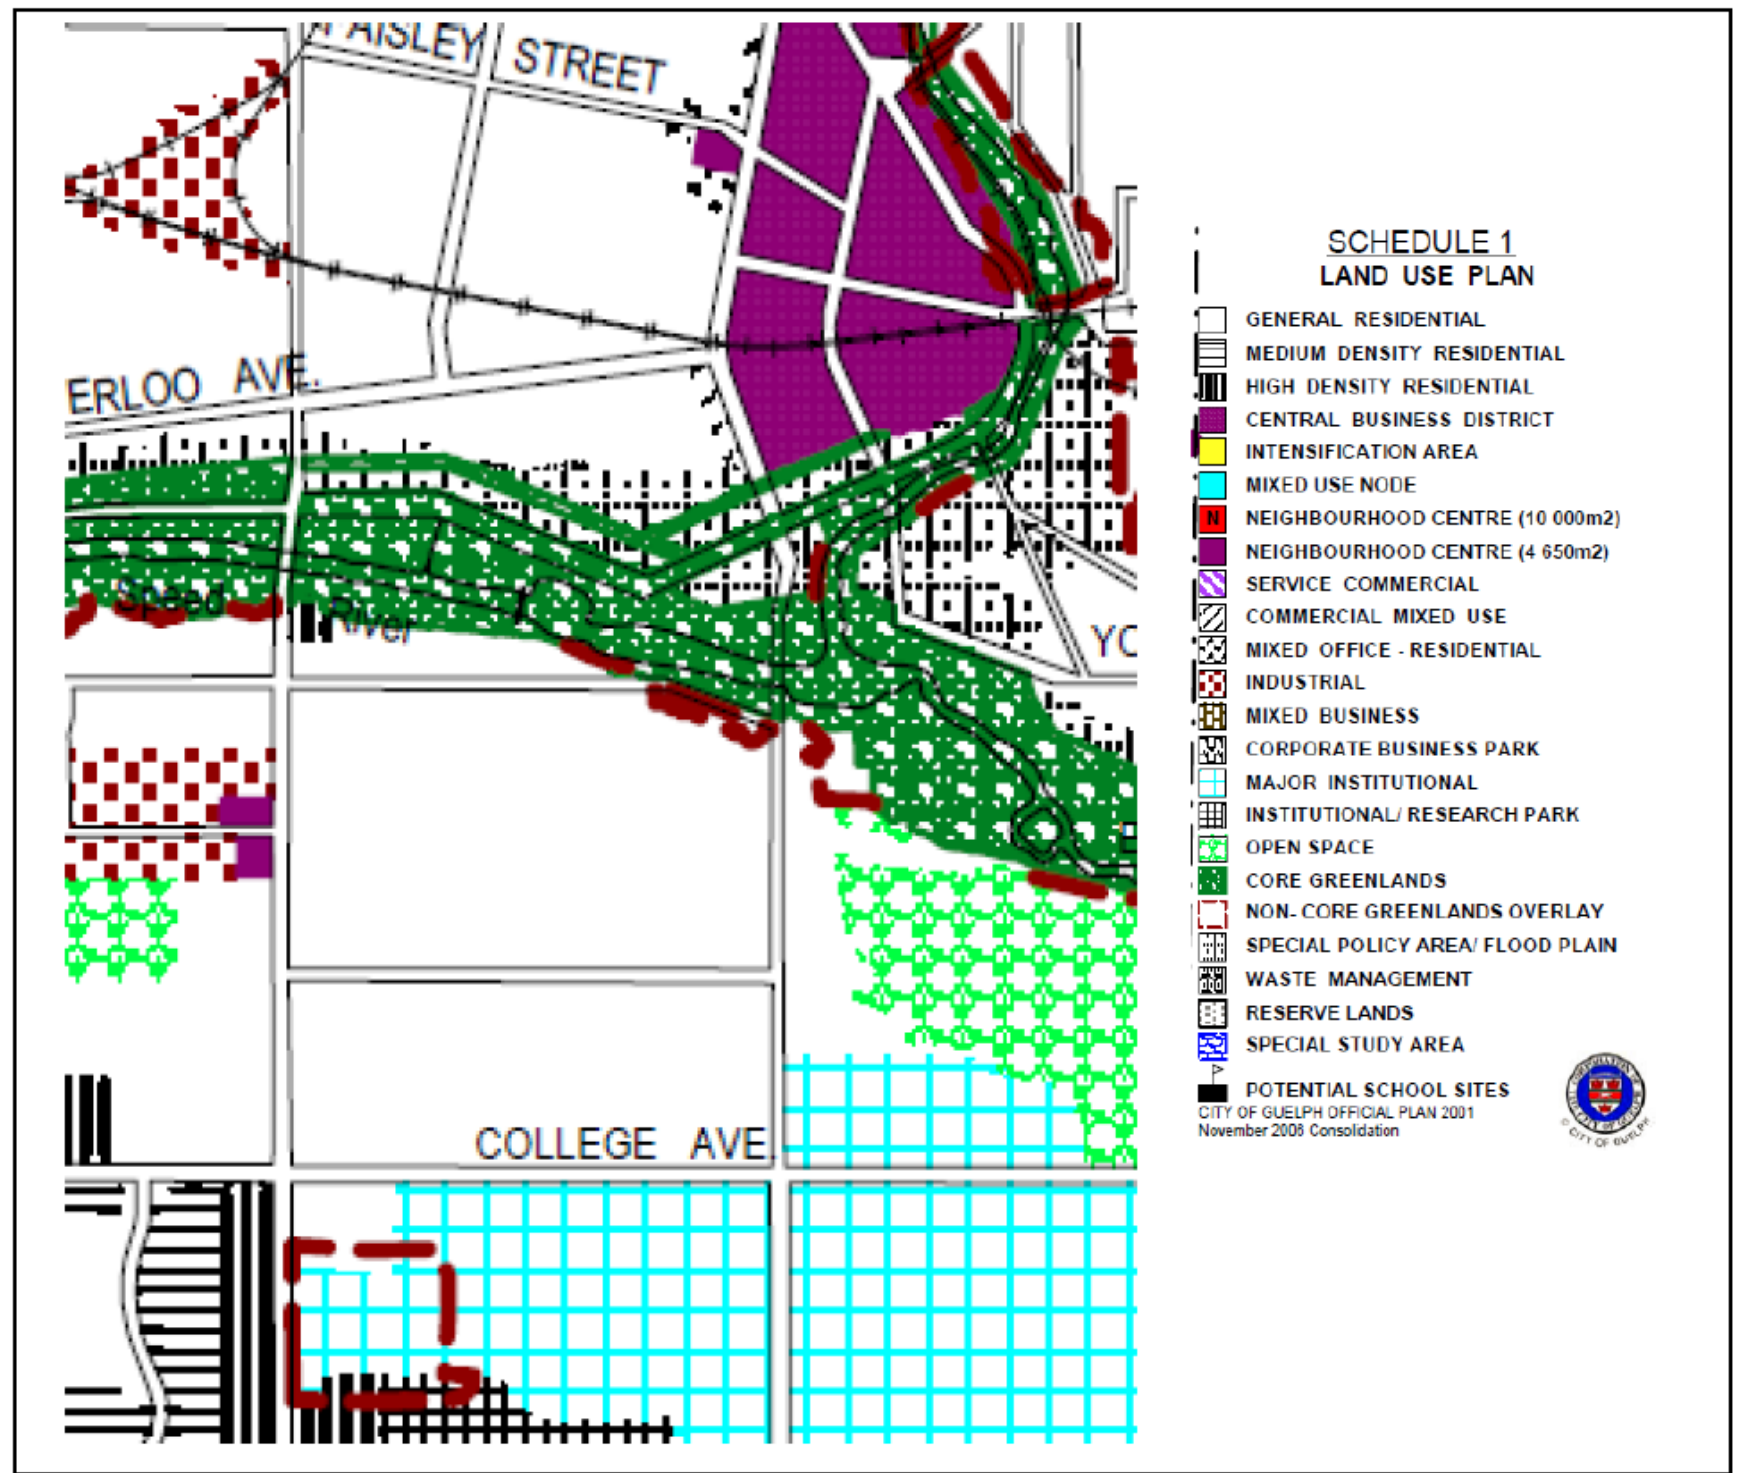 PAISLEY STREET
ERLOO AVE.
Speed River
YO
COLLEGE AVE.
SCHEDULE 1
LAND USE PLAN
GENERAL RESIDENTIAL
MEDIUM DENSITY RESIDENTIAL
HIGH DENSITY RESIDENTIAL
CENTRAL BUSINESS DISTRICT
INTENSIFICATION AREA
MIXED USE NODE
N NEIGHBOURHOOD CENTRE (10 000m2)
NEIGHBOURHOOD CENTRE (4 650m2)
SERVICE COMMERCIAL
COMMERCIAL MIXED USE
MIXED OFFICE - RESIDENTIAL
INDUSTRIAL
MIXED BUSINESS
CORPORATE BUSINESS PARK
MAJOR INSTITUTIONAL
INSTITUTIONAL/ RESEARCH PARK
OPEN SPACE
CORE GREENLANDS
NON- CORE GREENLANDS OVERLAY
SPECIAL POLICY AREA/ FLOOD PLAIN
WASTE MANAGEMENT
RESERVE LANDS
SPECIAL STUDY AREA
POTENTIAL SCHOOL SITES
CITY OF GUELPH OFFICIAL PLAN 2001
November 2006 Consolidation
© CITY OF GUELPH